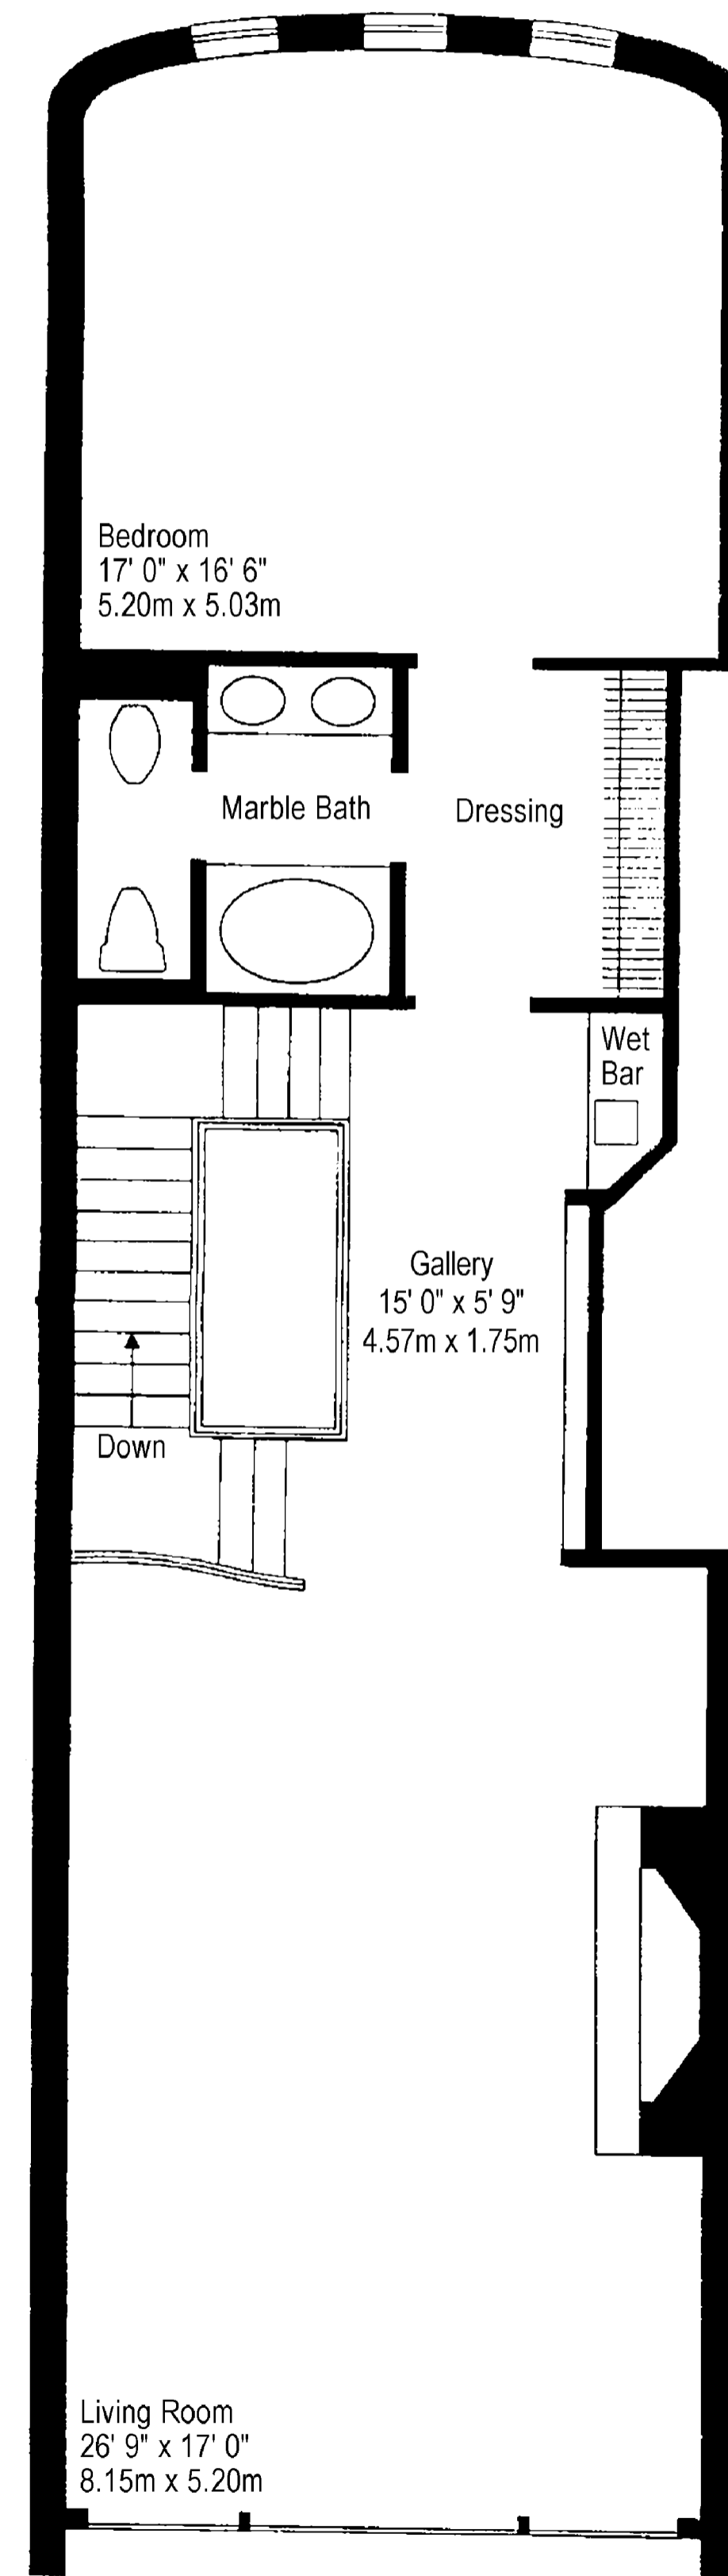 Bedroom
17' 0" x 16' 6"
5.20m x 5.03m
Marble Bath
Dressing
Wet
Bar
Gallery
15' 0" x 5' 9"
4.57m x 1.75m
Down
Living Room
26' 9" x 17' 0"
8.15m x 5.20m